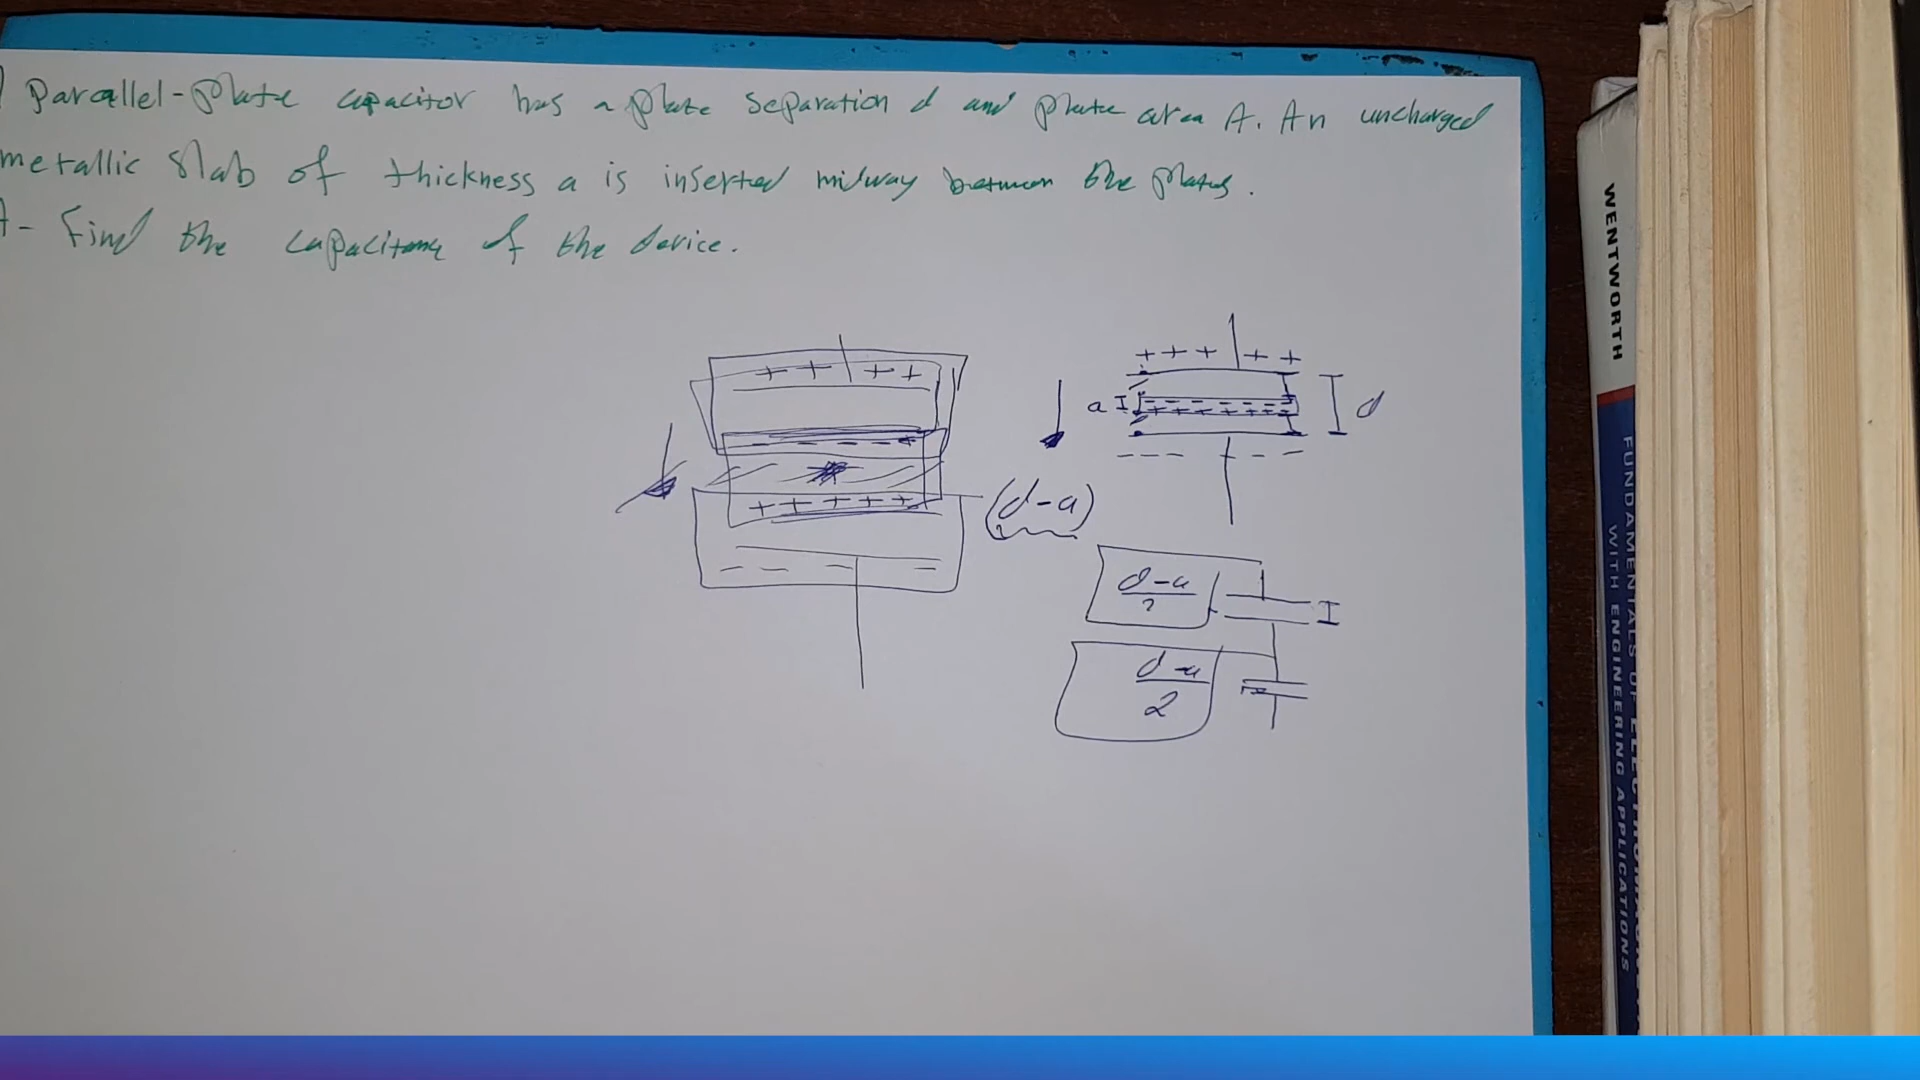 Parallel-plate capacitor has a plate separation d and plate area A. An uncharged
metallic slab of thickness a is inserted midway between the plates.
A- Find the capacitance of the device.
+ + + +
+ + + + +
a
d
- - - - - -
+ + + + + +
- - - - -
+ + + + +
(d-a)
d-a
2
d-a
2
WENTWORTH
FUNDAMENTALS OF ELECTROMAGNETICS
WITH ENGINEERING APPLICATIONS